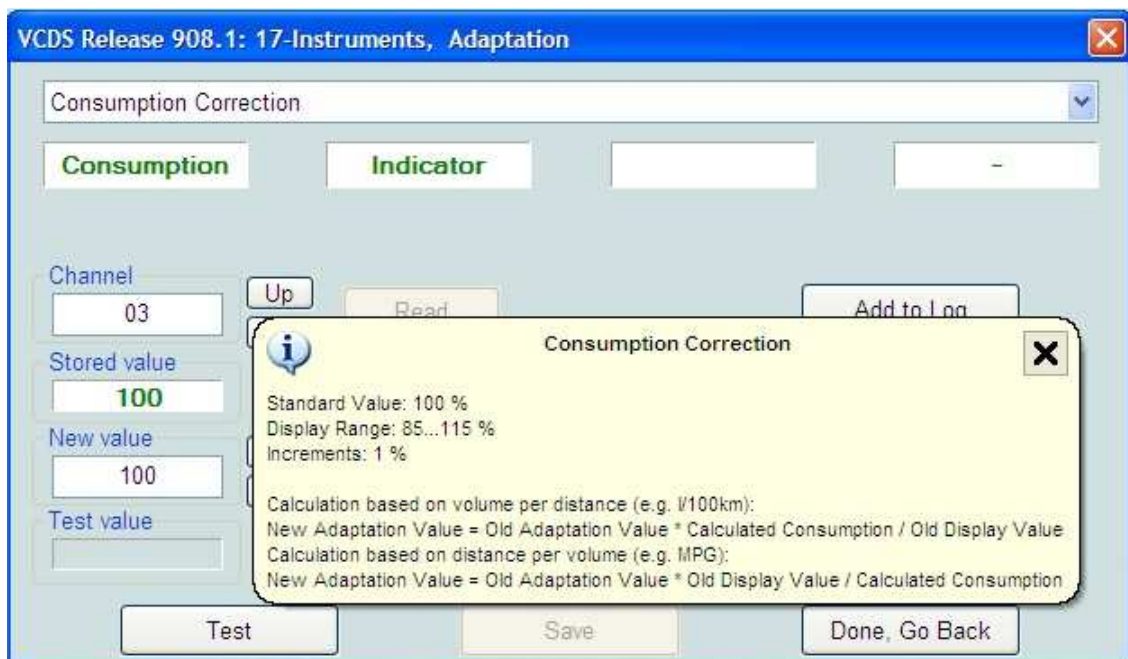 VCDS Release 908.1: 17-Instruments, Adaptation
Consumption Correction
Consumption Indicator -
Channel
03
Up
Read
Add to Log
Stored value
100
New value
100
Test value
Consumption Correction
Standard Value: 100 %
Display Range: 85...115 %
Increments: 1 %
Calculation based on volume per distance (e.g. l/100km):
New Adaptation Value = Old Adaptation Value * Calculated Consumption / Old Display Value
Calculation based on distance per volume (e.g. MPG):
New Adaptation Value = Old Adaptation Value * Old Display Value / Calculated Consumption
Test
Save
Done, Go Back